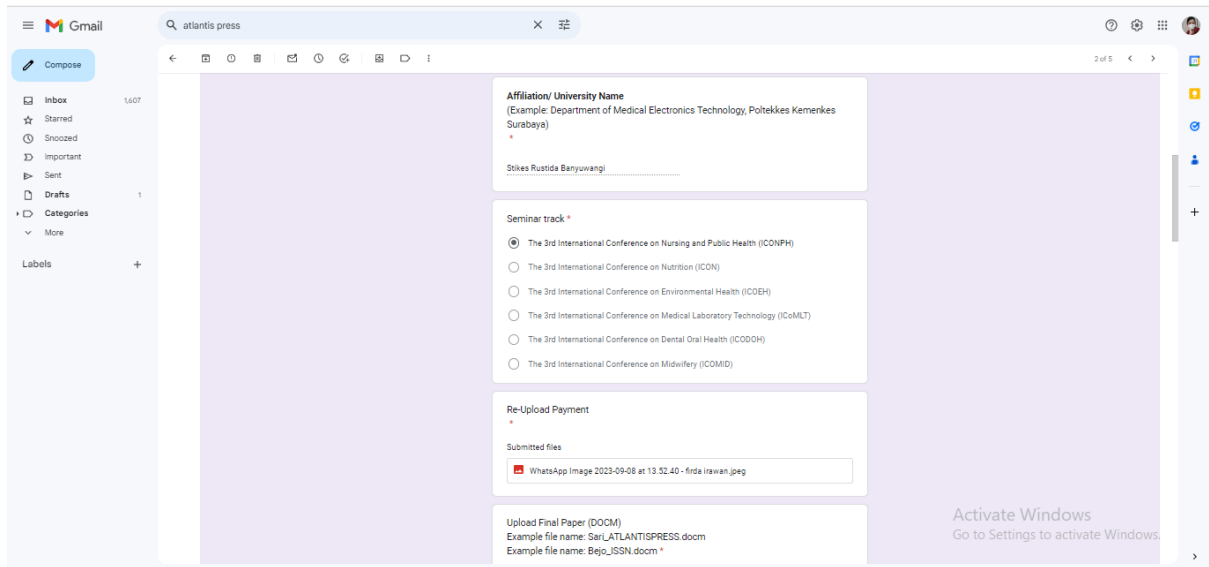 Gmail
atlantis press
Compose
2 of 5
Inbox 1,607
Starred
Snoozed
Important
Sent
Drafts 1
Categories
More
Labels
Affiliation/ University Name
(Example: Department of Medical Electronics Technology, Poltekkes Kemenkes
Surabaya)
*
Stikes Rustida Banyuwangi
Seminar track *
The 3rd International Conference on Nursing and Public Health (ICONPH)
The 3rd International Conference on Nutrition (ICON)
The 3rd International Conference on Environmental Health (ICOEH)
The 3rd International Conference on Medical Laboratory Technology (ICoMLT)
The 3rd International Conference on Dental Oral Health (ICODOH)
The 3rd International Conference on Midwifery (ICOMID)
Re-Upload Payment
*
Submitted files
WhatsApp Image 2023-09-08 at 13.52.40 - firda irawan.jpeg
Upload Final Paper (DOCM)
Example file name: Sari_ATLANTISPRESS.docm
Example file name: Bejo_ISSN.docm *
Activate Windows
Go to Settings to activate Windows.